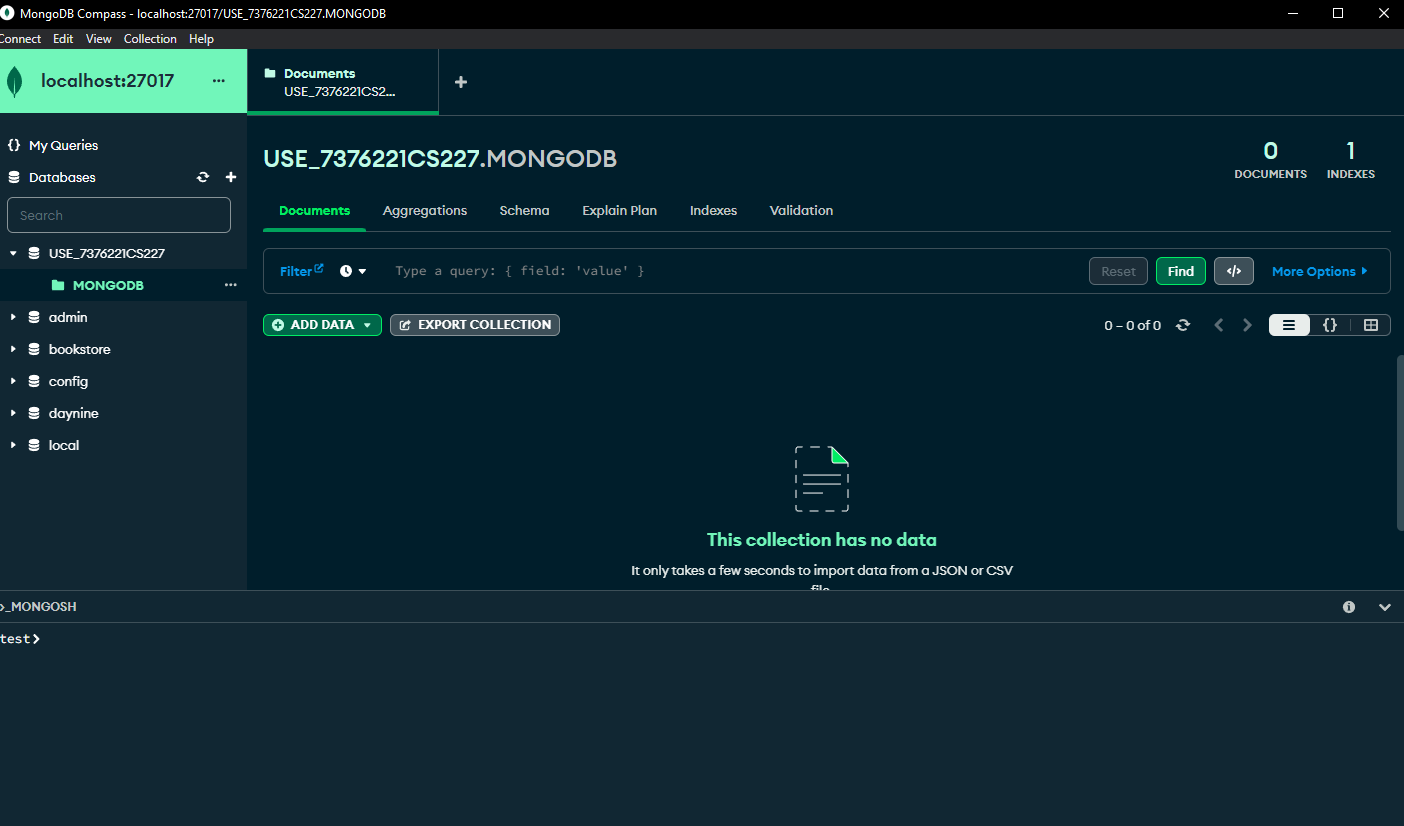 MongoDB Compass - localhost:27017/USE_7376221CS227.MONGODB
Connect Edit View Collection Help
localhost:27017
Documents
USE_7376221CS2...
My Queries
Databases
Search
USE_7376221CS227
MONGODB
admin
bookstore
config
daynine
local
USE_7376221CS227.MONGODB
0
DOCUMENTS
1
INDEXES
Documents Aggregations Schema Explain Plan Indexes Validation
Filter Type a query: { field: 'value' } Reset Find </> More Options
ADD DATA EXPORT COLLECTION 0 – 0 of 0 {}
This collection has no data
It only takes a few seconds to import data from a JSON or CSV
file.
>_MONGOSH
test>